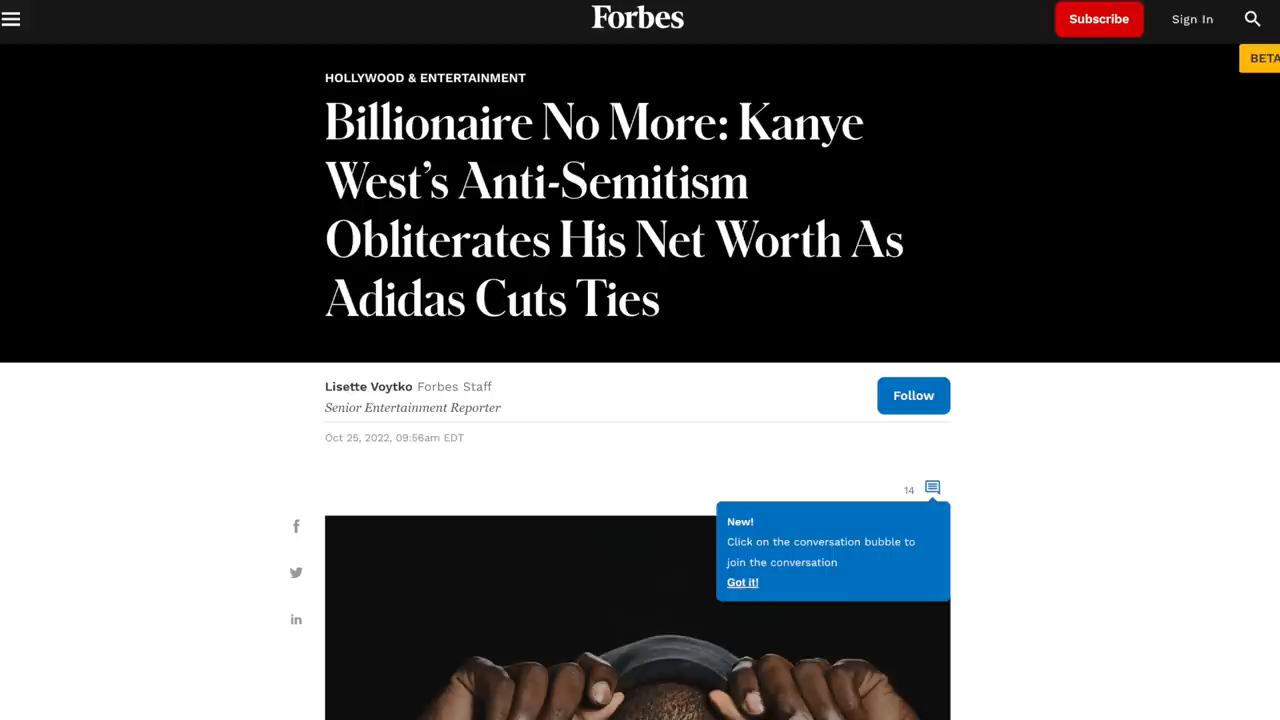 Forbes
Subscribe
Sign In
BETA
HOLLYWOOD & ENTERTAINMENT
Billionaire No More: Kanye
West’s Anti-Semitism
Obliterates His Net Worth As
Adidas Cuts Ties
Lisette Voytko Forbes Staff
Follow
Senior Entertainment Reporter
Oct 25, 2022, 09:56am EDT
14
New!
Click on the conversation bubble to
join the conversation
Got it!